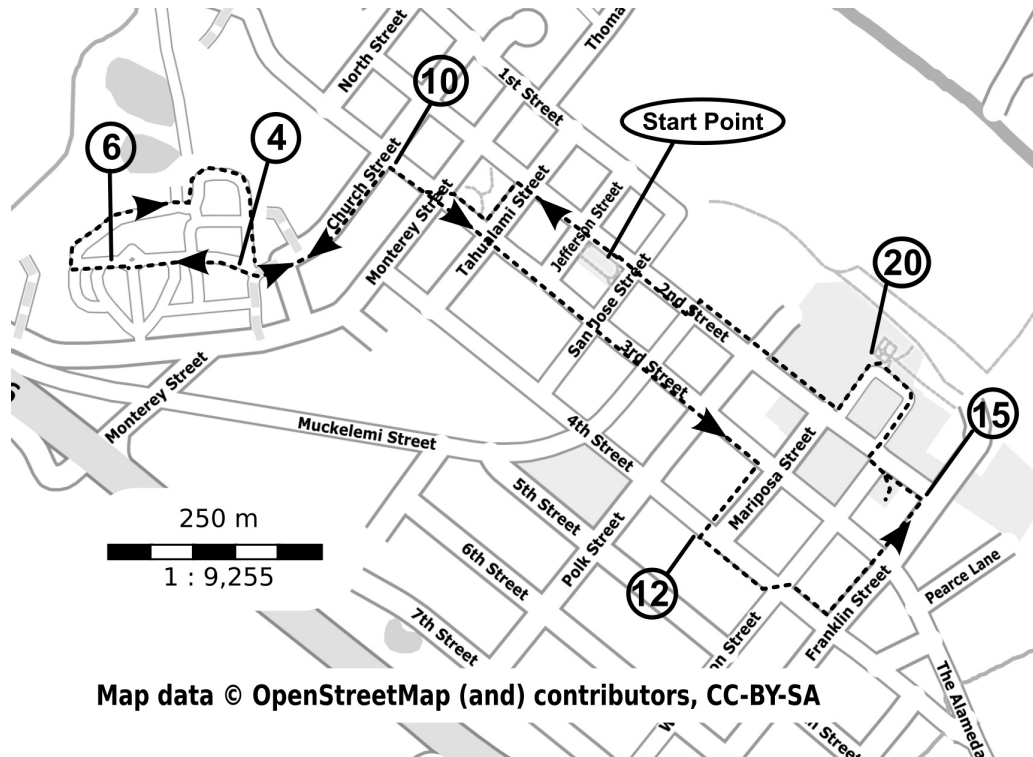 North Street
Thoma
1st Street
10
Start Point
6
4
Church Street
Monterey Street
Tahualami Street
Jefferson Street
20
San Jose Street
2nd Street
3rd Street
Monterey Street
Muckelemi Street
4th Street
15
Mariposa Street
5th Street
250 m
1 : 9,255
6th Street
Polk Street
12
Pearce Lane
Franklin Street
7th Street
on Street
The Alameda
Map data © OpenStreetMap (and) contributors, CC-BY-SA
Street